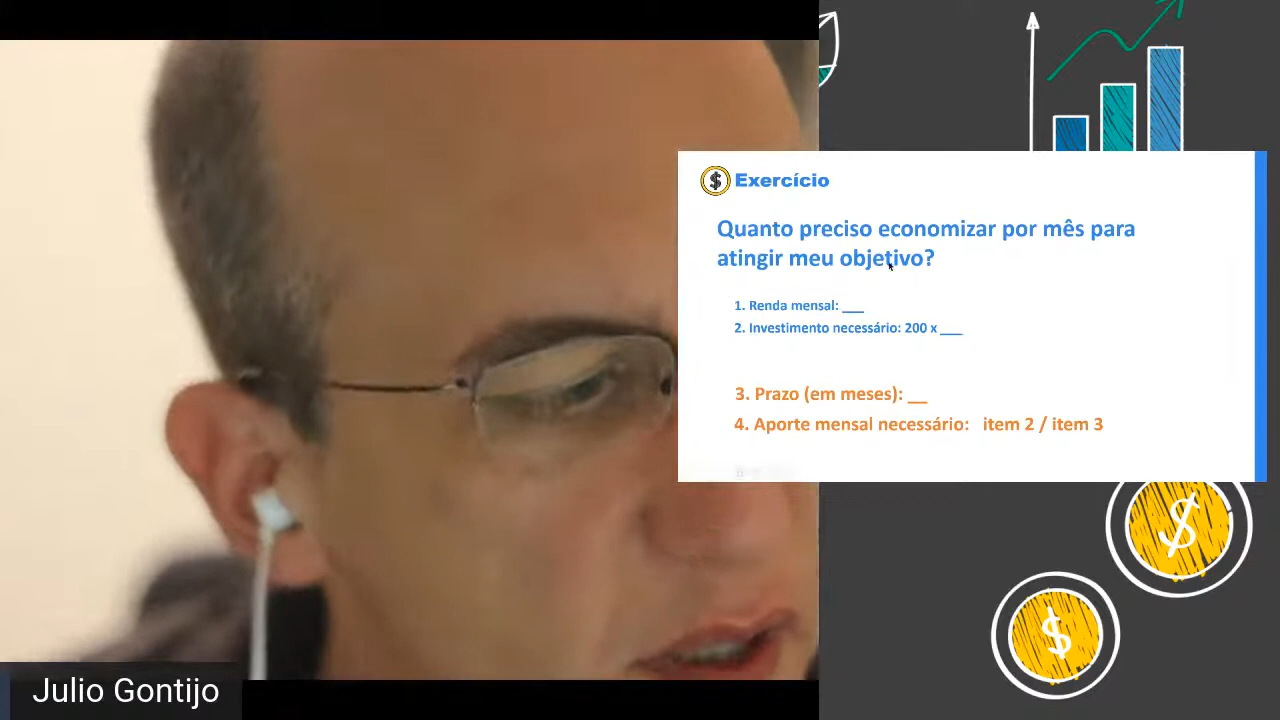 Exercício
Quanto preciso economizar por mês para
atingir meu objetivo?
1. Renda mensal: ___
2. Investimento necessário: 200 x ___
3. Prazo (em meses): __
4. Aporte mensal necessário: item 2 / item 3
Julio Gontijo